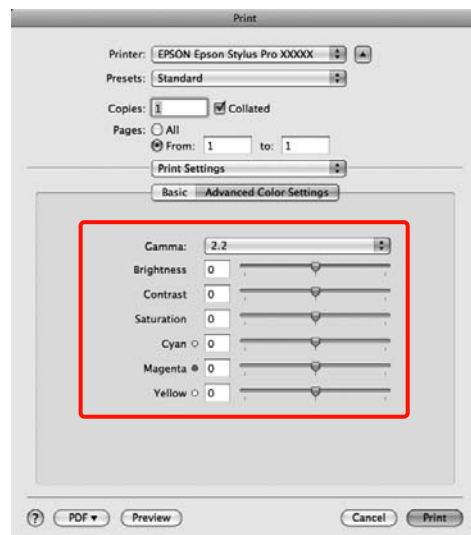 Print
Printer: EPSON Epson Stylus Pro XXXXX
Presets: Standard
Copies: 1 Collated
Pages: All
From: 1 to: 1
Print Settings
Basic Advanced Color Settings
Gamma: 2.2
Brightness 0
Contrast 0
Saturation 0
Cyan 0
Magenta 0
Yellow 0
? PDF▼ Preview Cancel Print